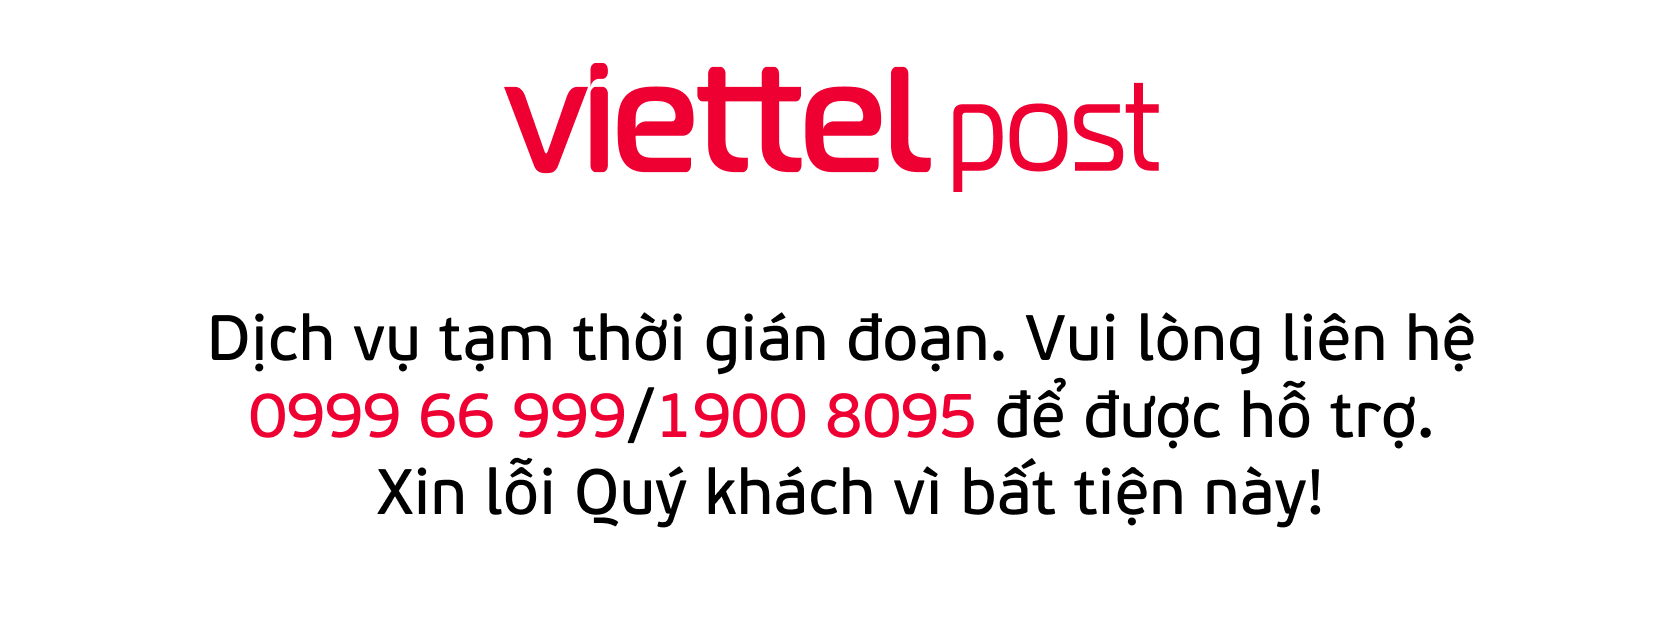 viettel post
Dịch vụ tạm thời gián đoạn. Vui lòng liên hệ
0999 66 999/1900 8095 để được hỗ trợ.
Xin lỗi Quý khách vì bất tiện này!